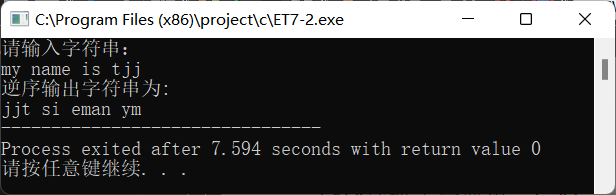 C:\Program Files (x86)\project\c\ET7-2.exe
请输入字符串:
my name is tjj
逆序输出字符串为:
jjt si eman ym
--------------------------------
Process exited after 7.594 seconds with return value 0
请按任意键继续. . .